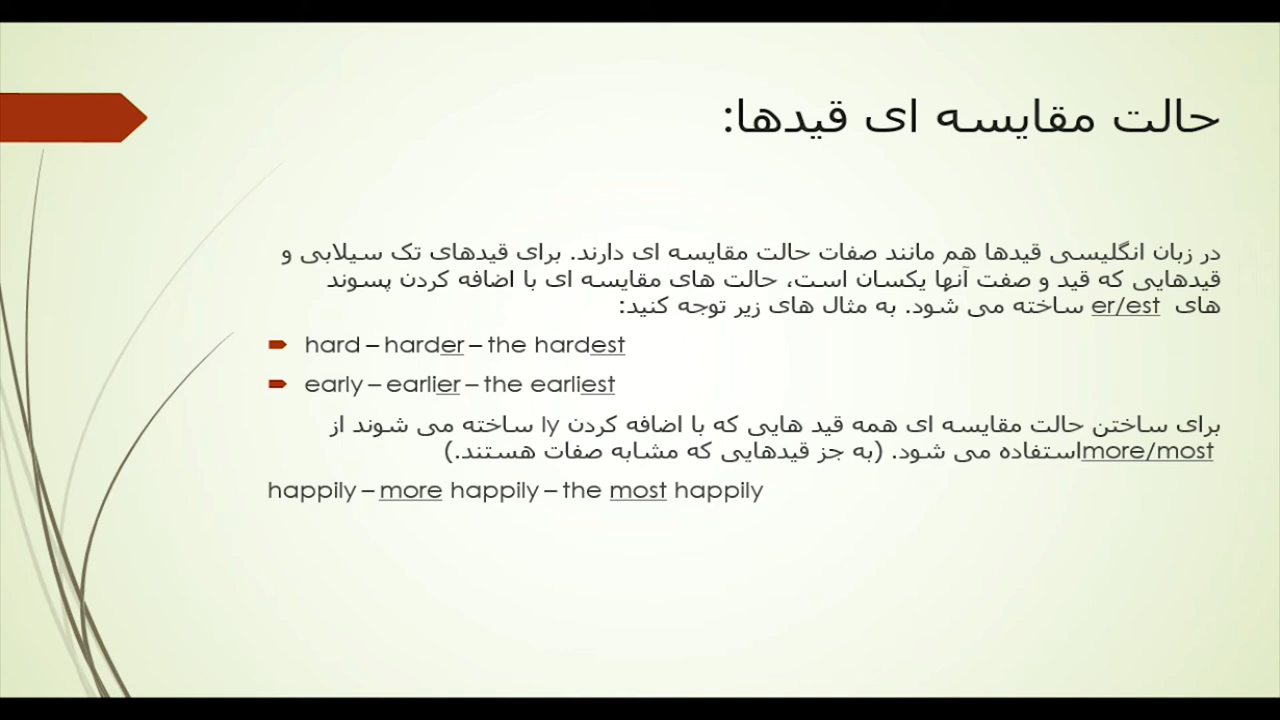 حالت مقایسه ای قیدها:
در زبان انگلیسی قیدها هم مانند صفات حالت مقایسه ای دارند. برای قیدهای تک سیلابی و
قیدهایی که قید و صفت آنها یکسان است، حالت های مقایسه ای با اضافه کردن پسوند
های er/est ساخته می شود. به مثال های زیر توجه کنید:
hard – harder – the hardest
early – earlier – the earliest
برای ساختن حالت مقایسه ای همه قید هایی که با اضافه کردن ly ساخته می شوند از
more/mostاستفاده می شود. (به جز قیدهایی که مشابه صفات هستند.)
happily – more happily – the most happily